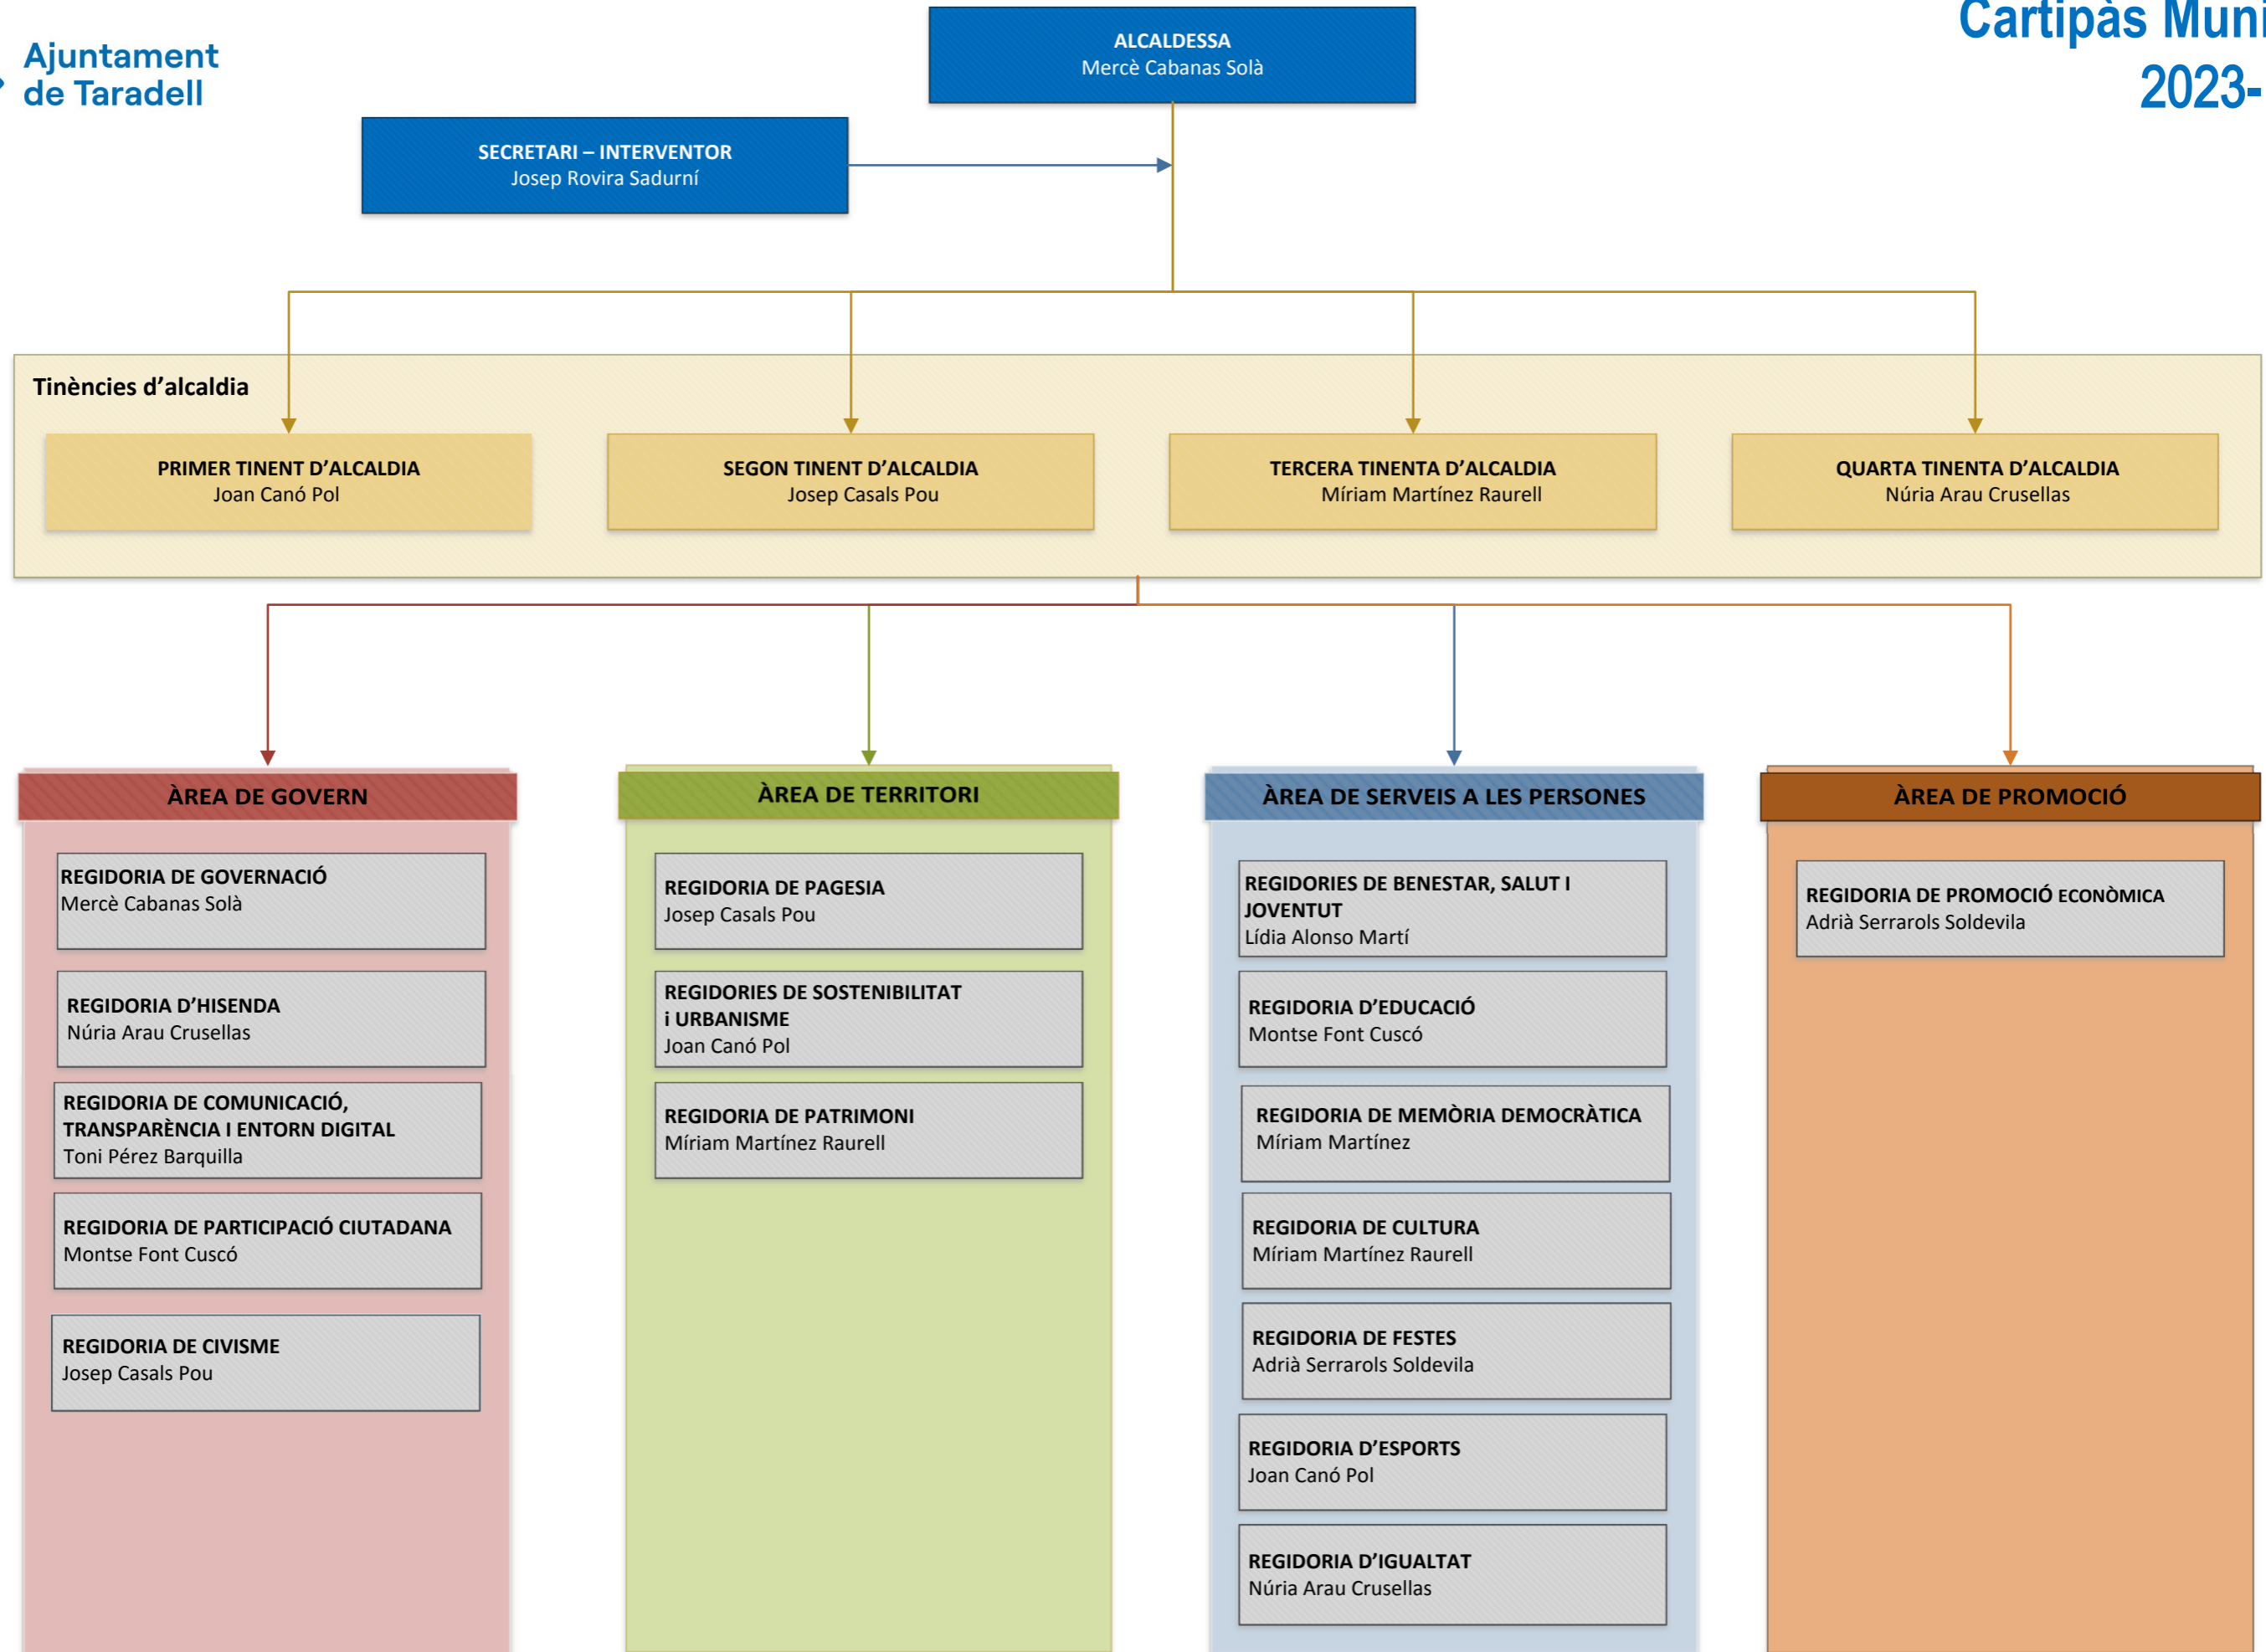 Ajuntament
de Taradell
Cartipàs Muni
2023-
ALCALDESSA
Mercè Cabanas Solà
SECRETARI – INTERVENTOR
Josep Rovira Sadurní
Tinències d'alcaldia
PRIMER TINENT D'ALCALDIA
Joan Canó Pol
SEGON TINENT D'ALCALDIA
Josep Casals Pou
TERCERA TINENTA D'ALCALDIA
Míriam Martínez Raurell
QUARTA TINENTA D'ALCALDIA
Núria Arau Crusellas
ÀREA DE GOVERN
REGIDORIA DE GOVERNACIÓ
Mercè Cabanas Solà
REGIDORIA D'HISENDA
Núria Arau Crusellas
REGIDORIA DE COMUNICACIÓ,
TRANSPARÈNCIA I ENTORN DIGITAL
Toni Pérez Barquilla
REGIDORIA DE PARTICIPACIÓ CIUTADANA
Montse Font Cuscó
REGIDORIA DE CIVISME
Josep Casals Pou
ÀREA DE TERRITORI
REGIDORIA DE PAGESIA
Josep Casals Pou
REGIDORIES DE SOSTENIBILITAT
i URBANISME
Joan Canó Pol
REGIDORIA DE PATRIMONI
Míriam Martínez Raurell
ÀREA DE SERVEIS A LES PERSONES
REGIDORIES DE BENESTAR, SALUT I
JOVENTUT
Lídia Alonso Martí
REGIDORIA D'EDUCACIÓ
Montse Font Cuscó
REGIDORIA DE MEMÒRIA DEMOCRÀTICA
Míriam Martínez
REGIDORIA DE CULTURA
Míriam Martínez Raurell
REGIDORIA DE FESTES
Adrià Serrarols Soldevila
REGIDORIA D'ESPORTS
Joan Canó Pol
REGIDORIA D'IGUALTAT
Núria Arau Crusellas
ÀREA DE PROMOCIÓ
REGIDORIA DE PROMOCIÓ ECONÒMICA
Adrià Serrarols Soldevila